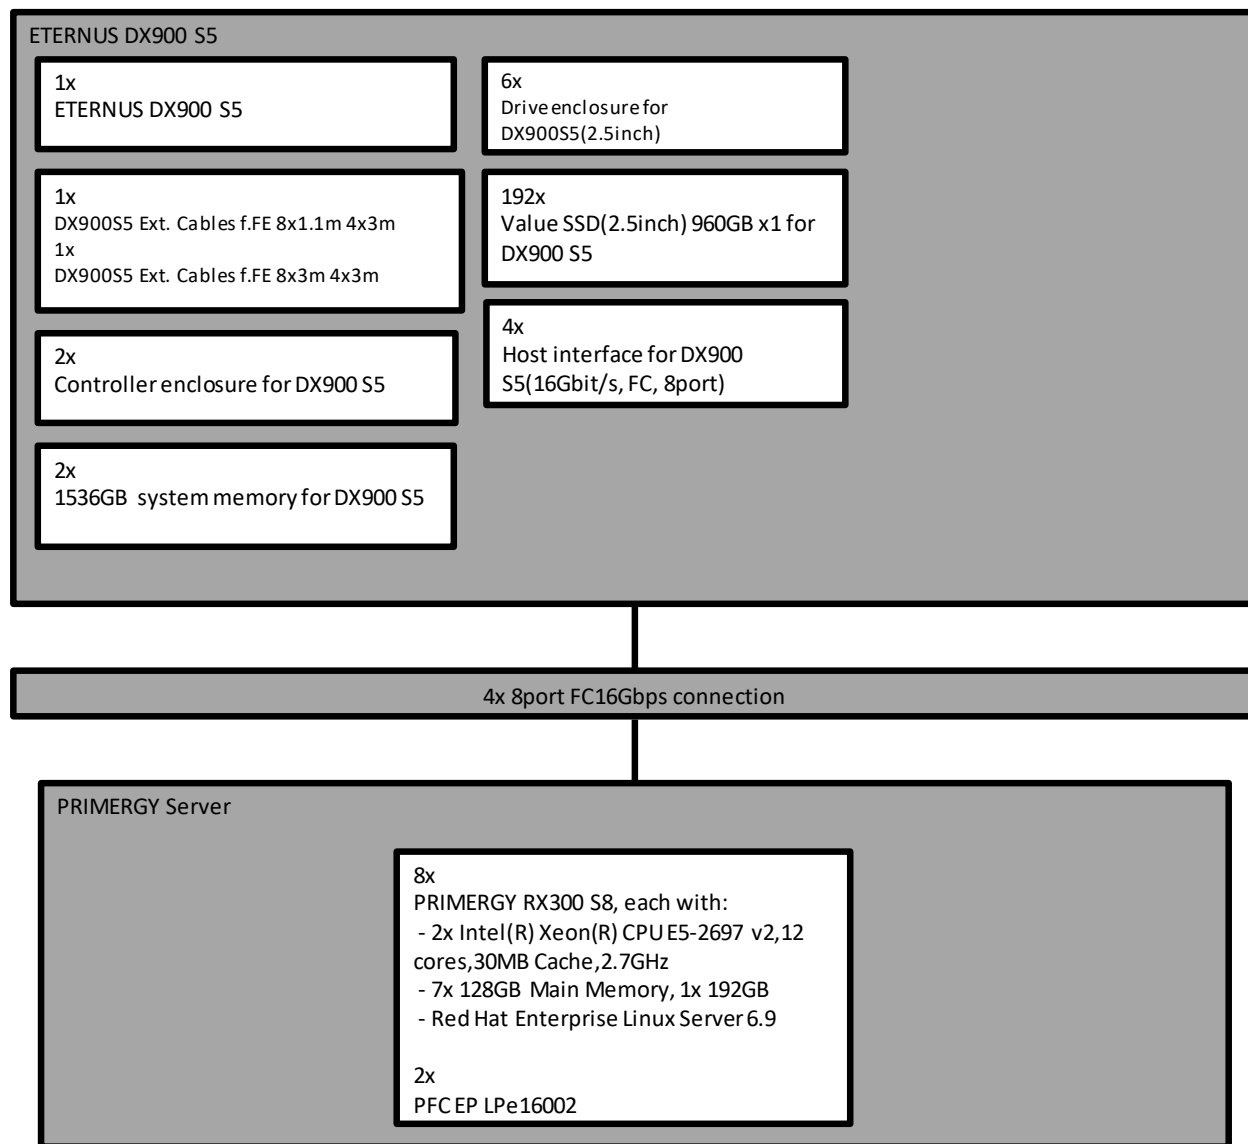 ETERNUS DX900 S5
1x
ETERNUS DX900 S5
1x
DX900S5 Ext. Cables f.FE 8x1.1m 4x3m
1x
DX900S5 Ext. Cables f.FE 8x3m 4x3m
2x
Controller enclosure for DX900 S5
2x
1536GB system memory for DX900 S5
6x
Drive enclosure for
DX900S5(2.5inch)
192x
Value SSD(2.5inch) 960GB x1 for
DX900 S5
4x
Host interface for DX900
S5(16Gbit/s, FC, 8port)
4x 8port FC16Gbps connection
PRIMERGY Server
8x
PRIMERGY RX300 S8, each with:
- 2x Intel(R) Xeon(R) CPU E5-2697 v2,12
cores,30MB Cache,2.7GHz
- 7x 128GB Main Memory, 1x 192GB
- Red Hat Enterprise Linux Server 6.9
2x
PFC EP LPe16002